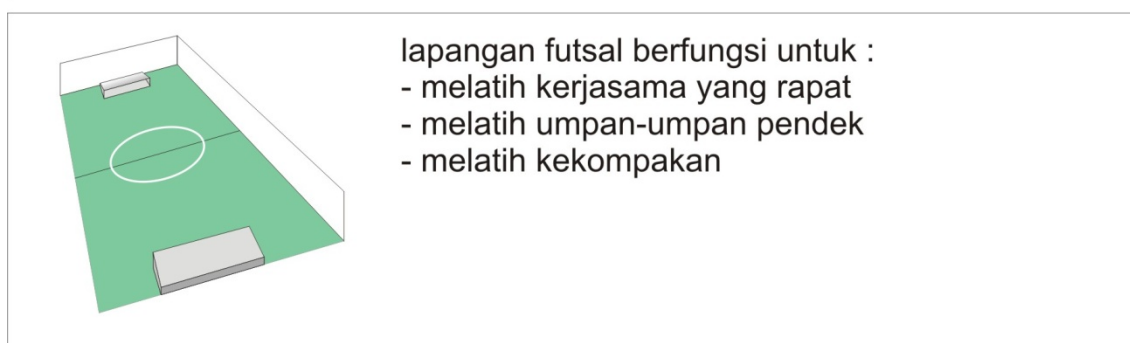 lapangan futsal berfungsi untuk :
- melatih kerjasama yang rapat
- melatih umpan-umpan pendek
- melatih kekompakan